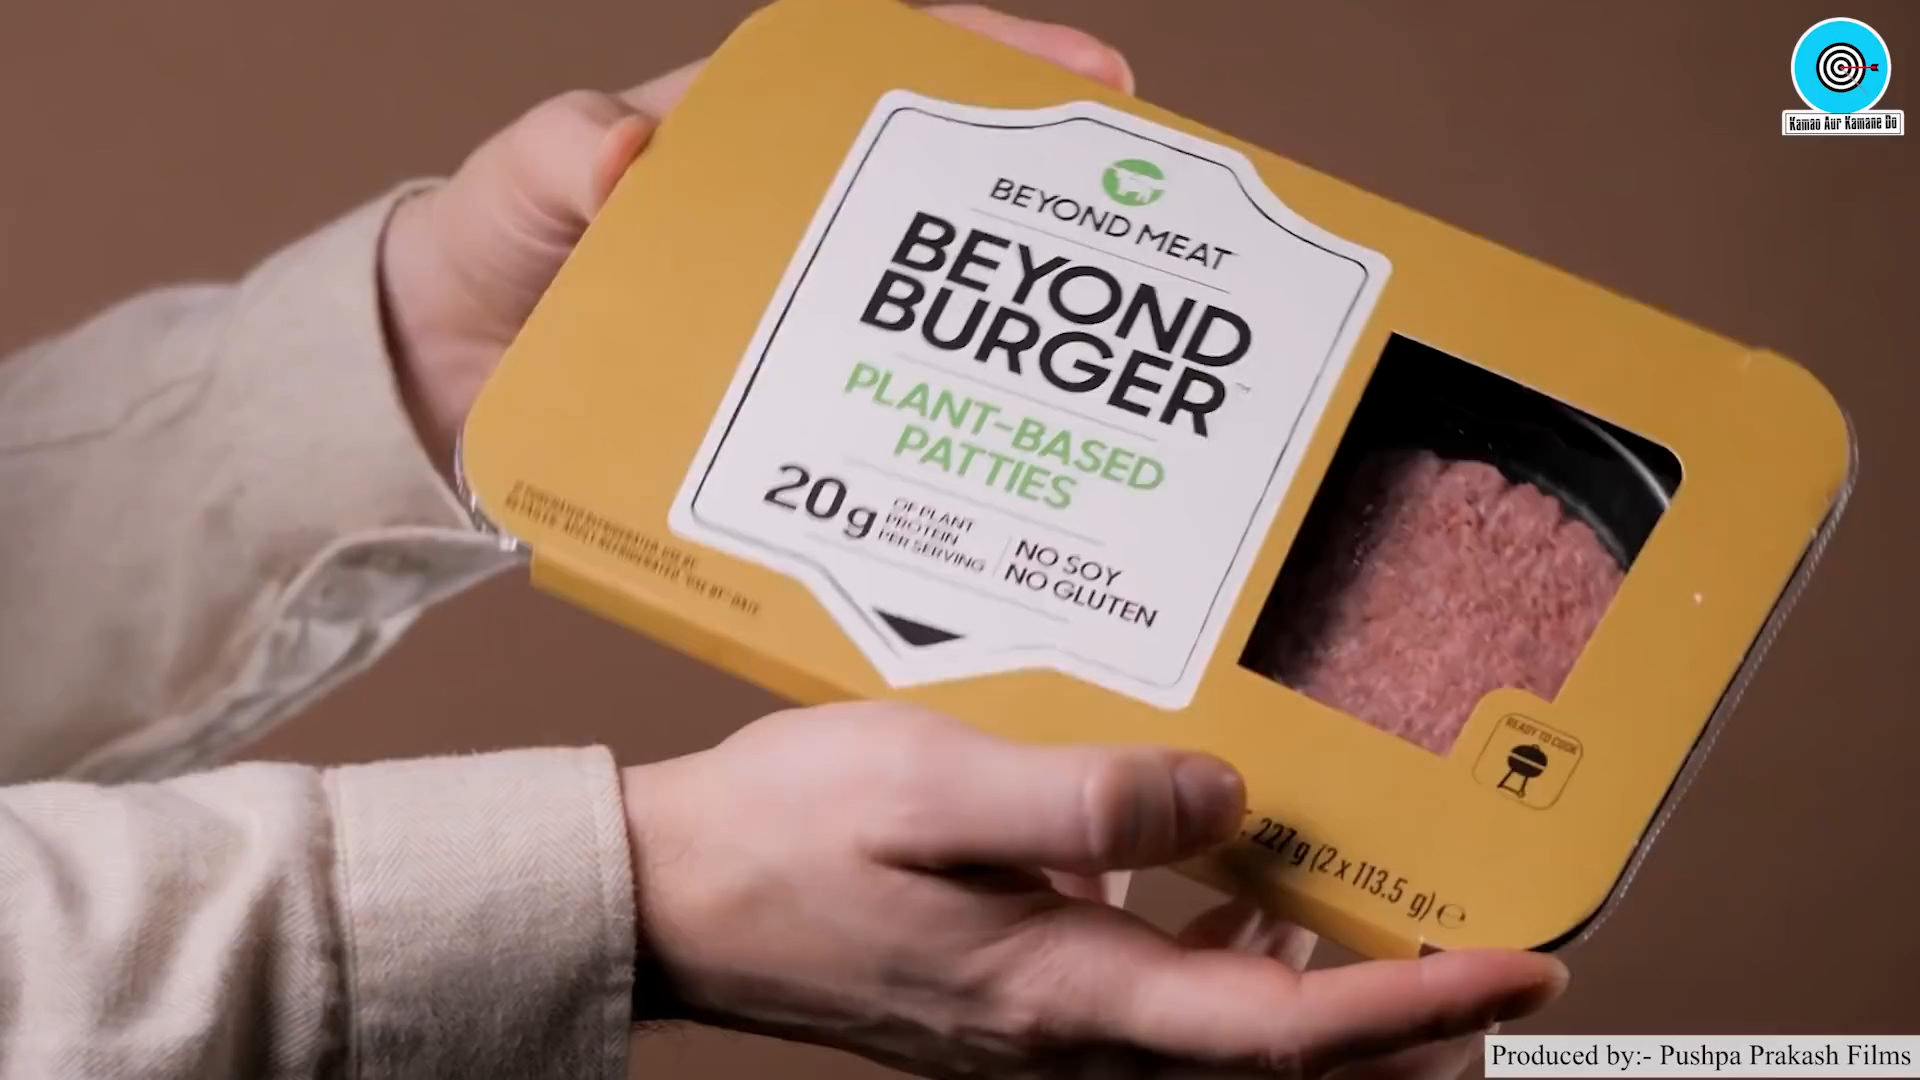 Kamao Aur Kamane Do
BEYOND MEAT
BEYOND
BURGER™
PLANT-BASED
PATTIES
20g
OF PLANT
PROTEIN
PER SERVING
NO SOY
NO GLUTEN
READY TO COOK
227 g (2 x 113.5 g) ℮
Produced by:- Pushpa Prakash Films